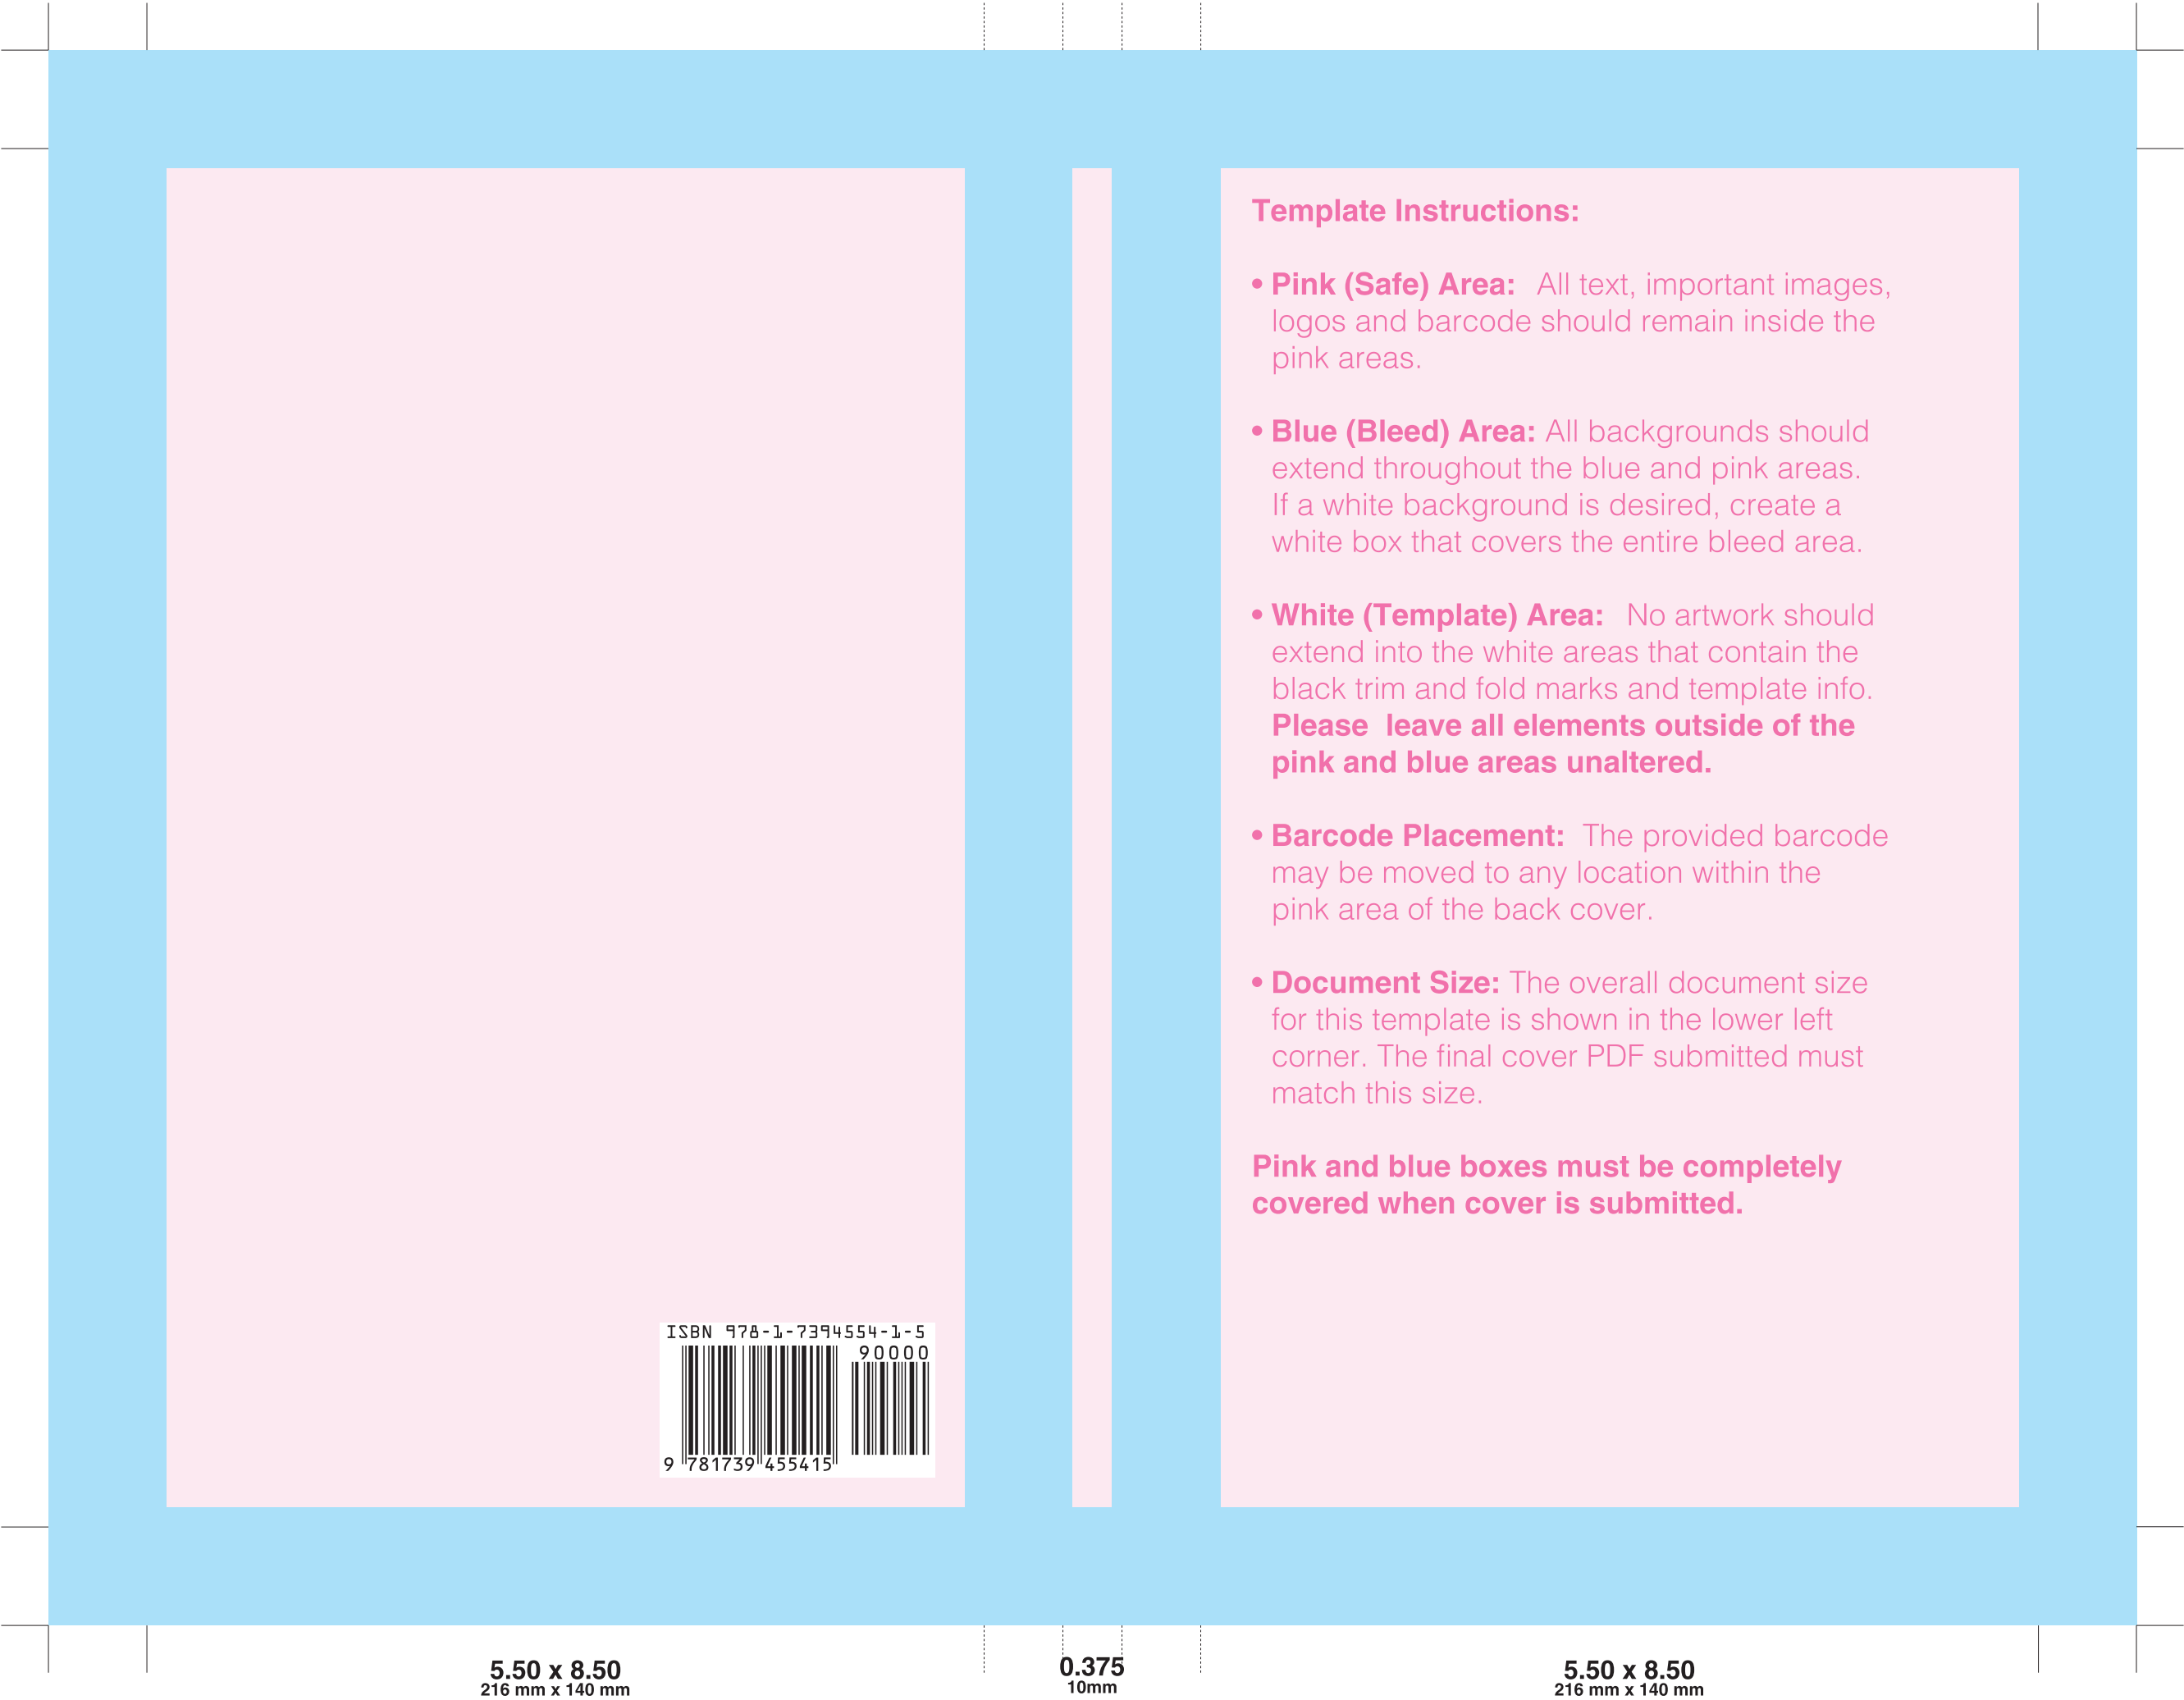 Template Instructions:
• Pink (Safe) Area: All text, important images,
logos and barcode should remain inside the
pink areas.
• Blue (Bleed) Area: All backgrounds should
extend throughout the blue and pink areas.
If a white background is desired, create a
white box that covers the entire bleed area.
• White (Template) Area: No artwork should
extend into the white areas that contain the
black trim and fold marks and template info.
Please leave all elements outside of the
pink and blue areas unaltered.
• Barcode Placement: The provided barcode
may be moved to any location within the
pink area of the back cover.
• Document Size: The overall document size
for this template is shown in the lower left
corner. The final cover PDF submitted must
match this size.
Pink and blue boxes must be completely
covered when cover is submitted.
ISBN 978-1-7394554-1-5
90000
9 781739 455415
5.50 x 8.50
216 mm x 140 mm
0.375
10mm
5.50 x 8.50
216 mm x 140 mm